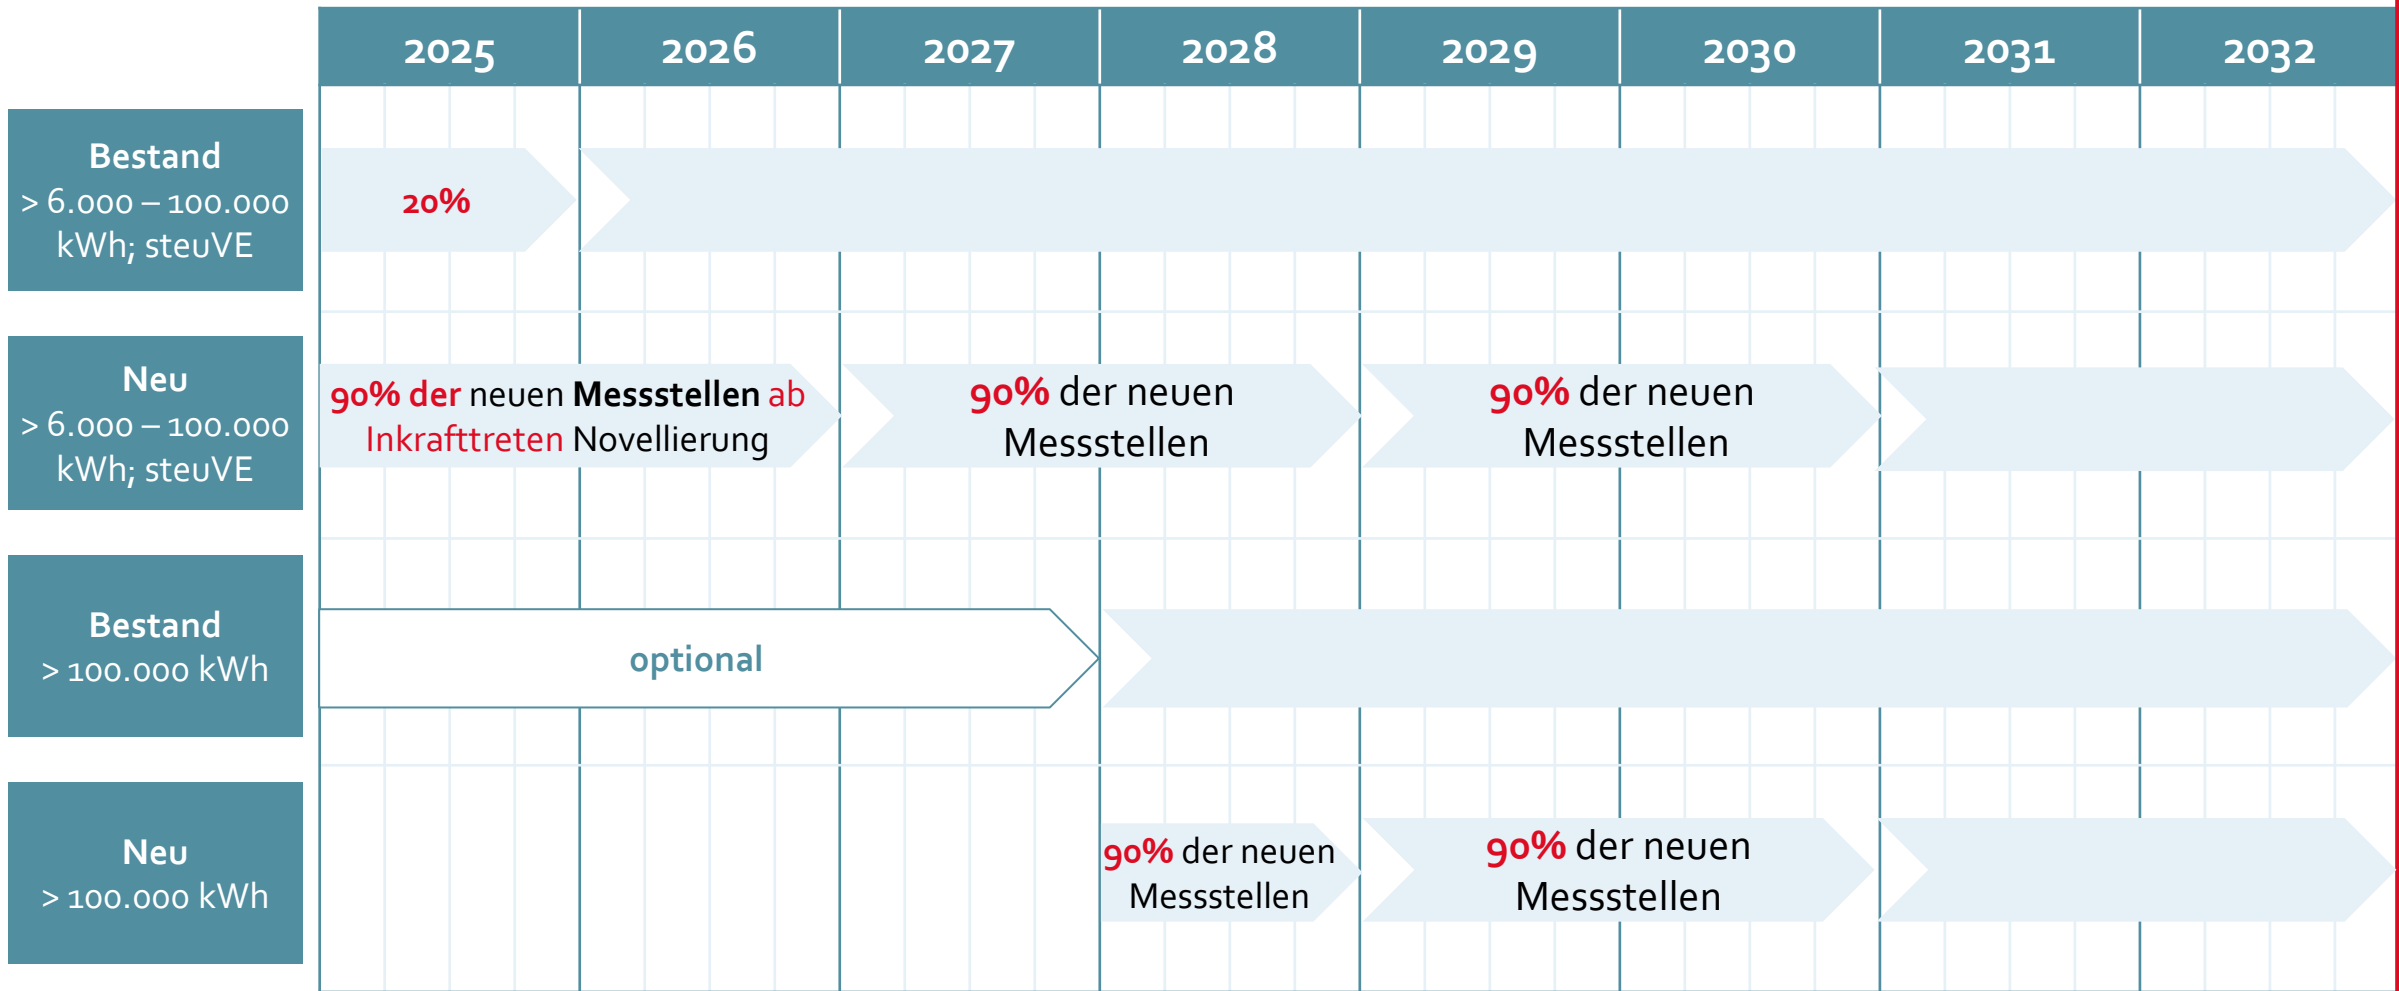 2025 2026 2027 2028 2029 2030 2031 2032
Bestand
> 6.000 – 100.000
kWh; steuVE
20%
Neu
> 6.000 – 100.000
kWh; steuVE
90% der neuen Messstellen ab
Inkrafttreten Novellierung
90% der neuen
Messstellen
90% der neuen
Messstellen
Bestand
> 100.000 kWh
optional
Neu
> 100.000 kWh
90% der neuen
Messstellen
90% der neuen
Messstellen